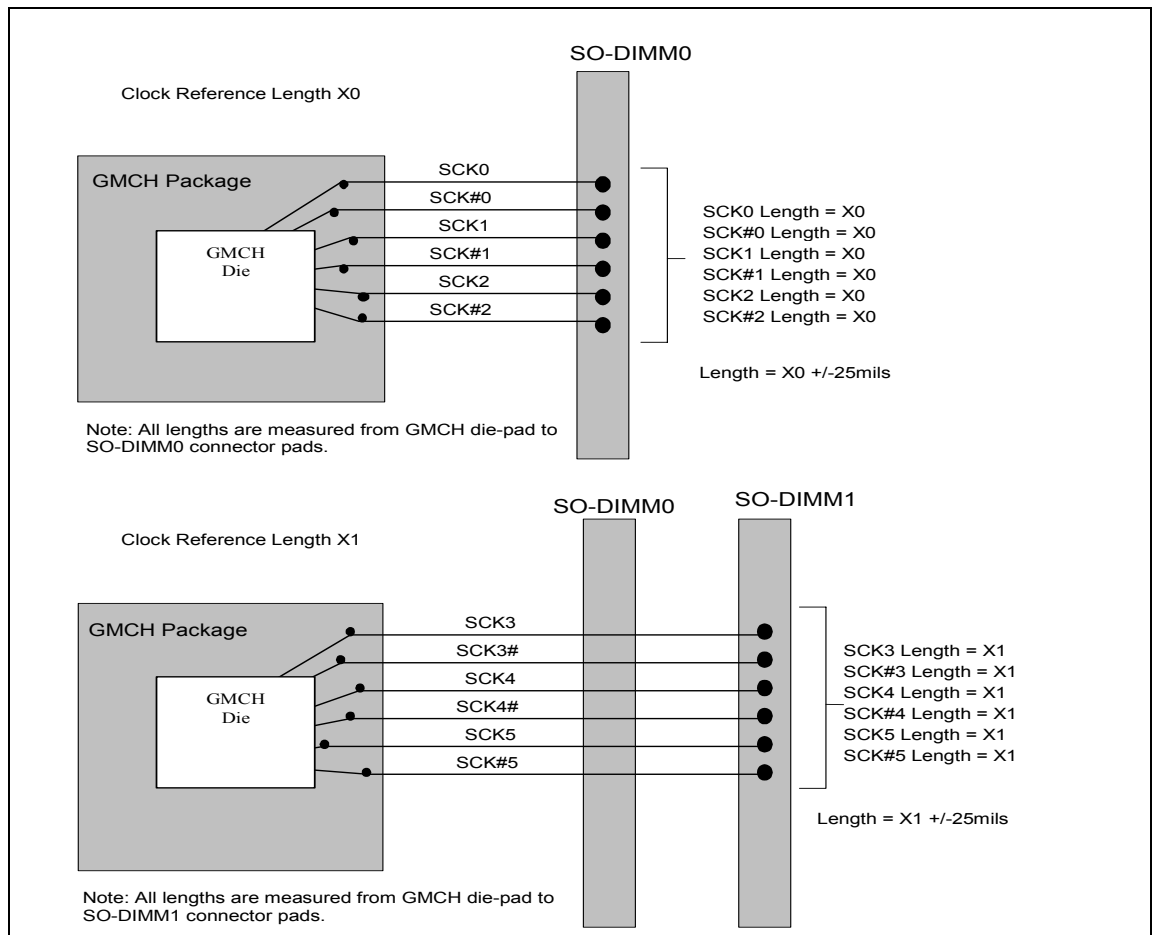 SO-DIMM0
Clock Reference Length X0
GMCH Package
GMCH
Die
SCK0
SCK#0
SCK1
SCK#1
SCK2
SCK#2
SCK0 Length = X0
SCK#0 Length = X0
SCK1 Length = X0
SCK#1 Length = X0
SCK2 Length = X0
SCK#2 Length = X0
Length = X0 +/-25mils
Note: All lengths are measured from GMCH die-pad to
SO-DIMM0 connector pads.
SO-DIMM0
SO-DIMM1
Clock Reference Length X1
GMCH Package
GMCH
Die
SCK3
SCK3#
SCK4
SCK4#
SCK5
SCK#5
SCK3 Length = X1
SCK#3 Length = X1
SCK4 Length = X1
SCK#4 Length = X1
SCK5 Length = X1
SCK#5 Length = X1
Length = X1 +/-25mils
Note: All lengths are measured from GMCH die-pad to
SO-DIMM1 connector pads.